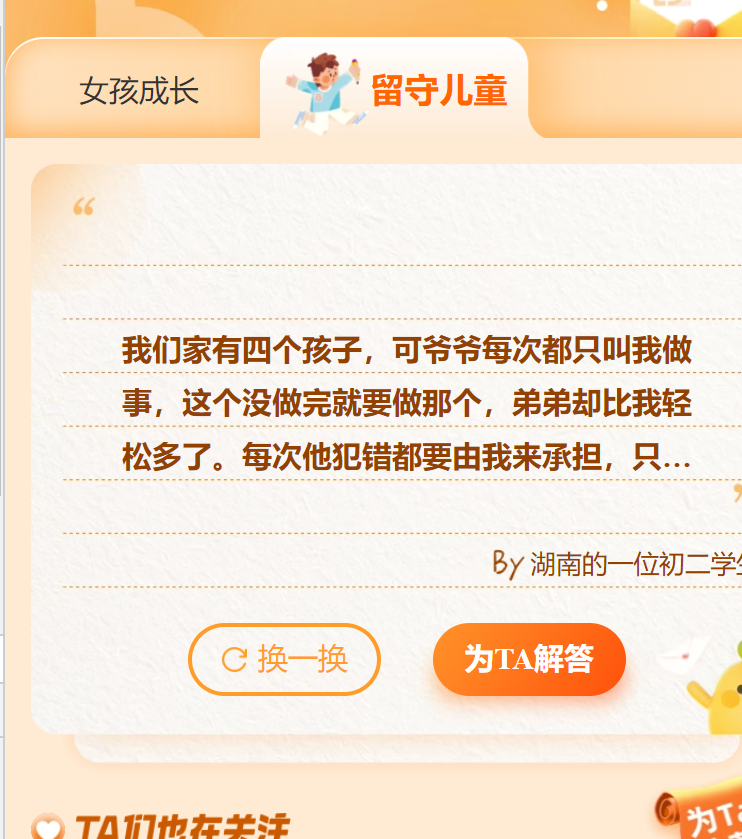 女孩成长
留守儿童
“
我们家有四个孩子，可爷爷每次都只叫我做
事，这个没做完就要做那个，弟弟却比我轻
松多了。每次他犯错都要由我来承担，只…
By 湖南的一位初二学生
换一换
为TA解答
TA们也在关注
为Ta